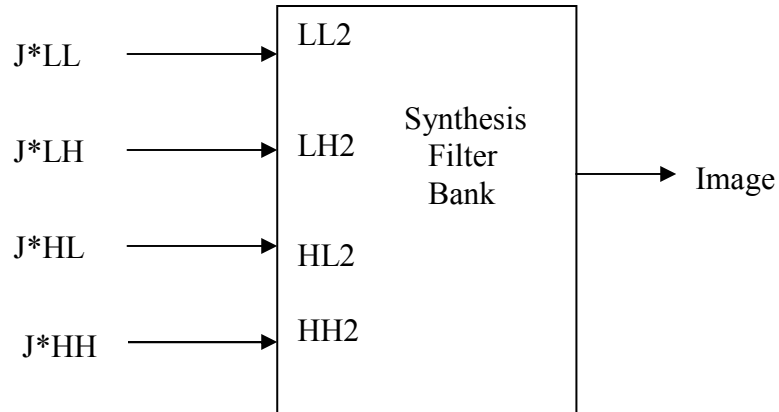 J*LL
LL2
J*LH
LH2
Synthesis
Filter
Bank
Image
J*HL
HL2
J*HH
HH2